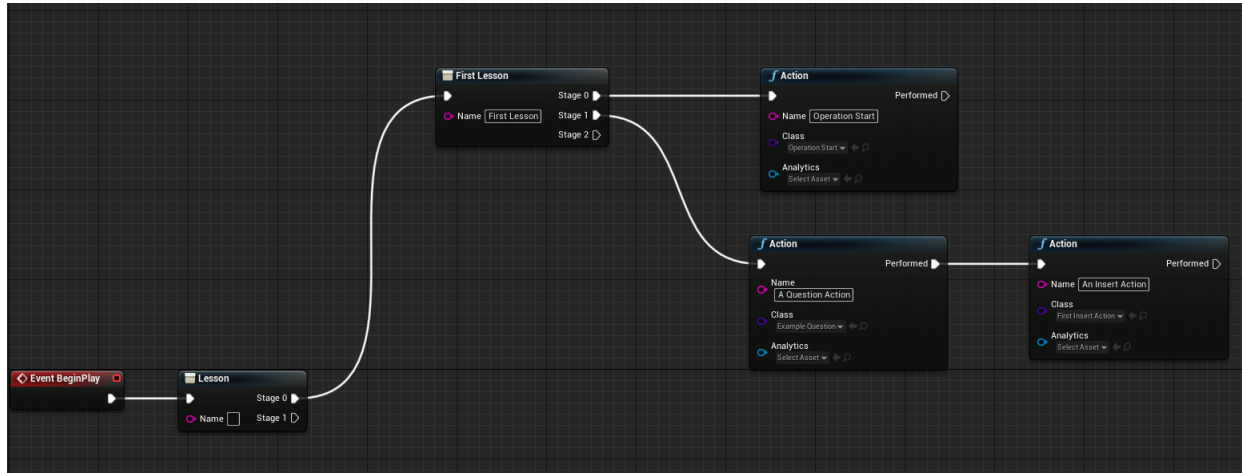 First Lesson
Stage 0
Name First Lesson
Stage 1
Stage 2
f Action
Performed
Name Operation Start
Class
Operation Start
Analytics
Select Asset
f Action
Performed
Name
A Question Action
Class
Example Question
Analytics
Select Asset
f Action
Performed
Name An Insert Action
Class
First Insert Action
Analytics
Select Asset
Event BeginPlay
Lesson
Stage 0
Name
Stage 1